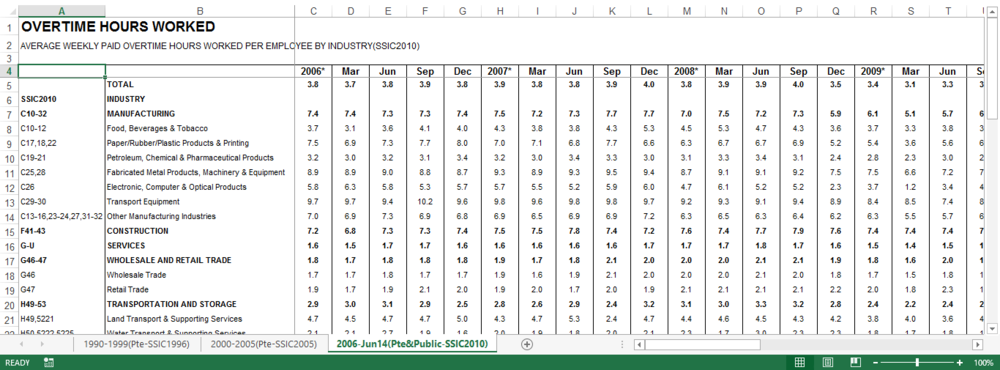 A B C D E F G H I J K L M N O P Q R S T
1 OVERTIME HOURS WORKED
2 AVERAGE WEEKLY PAID OVERTIME HOURS WORKED PER EMPLOYEE BY INDUSTRY(SSIC2010)
3
4 2006* Mar Jun Sep Dec 2007* Mar Jun Sep Dec 2008* Mar Jun Sep Dec 2009* Mar Jun
5 TOTAL 3.8 3.7 3.8 3.9 3.8 3.9 3.8 3.8 3.9 4.0 3.8 3.9 3.9 4.0 3.5 3.4 3.1 3.3
6 SSIC2010 INDUSTRY
7 C10-32 MANUFACTURING 7.4 7.4 7.3 7.3 7.4 7.5 7.2 7.3 7.7 7.7 7.0 7.5 7.2 7.3 5.9 6.1 5.1 5.7
8 C10-12 Food, Beverages & Tobacco 3.7 3.1 3.6 4.1 4.0 4.3 3.8 3.8 4.3 5.3 4.5 5.3 4.7 4.3 3.6 3.7 3.3 3.8
9 C17,18,22 Paper/Rubber/Plastic Products & Printing 7.5 6.9 7.3 7.7 8.0 7.0 7.1 6.8 7.7 6.6 6.3 6.7 6.7 6.9 5.2 5.4 3.6 5.6
10 C19-21 Petroleum, Chemical & Pharmaceutical Products 3.2 3.0 3.2 3.1 3.4 3.2 3.0 3.4 3.3 3.0 3.1 3.3 3.4 3.1 2.4 2.8 2.3 3.0
11 C25,28 Fabricated Metal Products, Machinery & Equipment 8.9 8.9 9.0 8.8 8.7 9.3 8.9 9.3 9.5 9.4 8.7 9.1 9.1 9.2 7.5 7.5 6.6 7.2
12 C26 Electronic, Computer & Optical Products 5.8 6.3 5.8 5.3 5.7 5.7 5.5 5.2 5.9 6.0 4.7 6.1 5.2 5.2 2.3 3.7 1.2 3.4
13 C29-30 Transport Equipment 9.7 9.7 9.4 10.2 9.6 9.8 9.6 9.8 9.8 9.7 9.2 9.3 9.1 9.4 8.9 8.4 8.5 7.4
14 C13-16,23-24,27,31-32 Other Manufacturing Industries 7.0 6.9 7.3 6.9 6.8 6.9 6.5 6.9 6.9 7.2 6.3 6.5 6.3 6.4 6.2 6.3 5.5 5.7
15 F41-43 CONSTRUCTION 7.2 6.8 7.3 7.3 7.4 7.5 7.5 7.8 7.4 7.2 7.6 7.4 7.7 7.9 7.6 7.4 7.4 7.4
16 G-U SERVICES 1.6 1.5 1.7 1.6 1.6 1.6 1.6 1.6 1.7 1.7 1.7 1.7 1.8 1.7 1.6 1.5 1.4 1.5
17 G46-47 WHOLESALE AND RETAIL TRADE 1.8 1.7 1.8 1.8 1.7 1.9 1.7 1.8 2.1 2.0 2.0 2.0 2.1 2.1 1.9 1.8 1.6 2.0
18 G46 Wholesale Trade 1.7 1.7 1.8 1.7 1.7 1.9 1.6 1.9 2.1 2.0 2.0 2.0 2.1 2.0 1.8 1.7 1.5 1.8
19 G47 Retail Trade 1.9 1.7 1.9 2.1 2.0 1.9 2.0 1.7 2.0 1.9 2.1 2.1 2.1 2.1 2.2 2.0 1.8 2.3
20 H49-53 TRANSPORTATION AND STORAGE 2.9 3.0 3.1 2.9 2.5 2.8 2.6 2.9 2.4 3.2 3.1 3.0 3.3 3.2 2.8 2.4 2.2 2.4
21 H49,5221 Land Transport & Supporting Services 4.7 4.5 4.7 4.7 5.0 4.3 4.7 5.3 2.4 4.7 4.4 4.6 4.5 4.3 4.2 3.8 4.0 3.6
Water Transport & Supporting Services
1990-1999(Pte-SSIC1996) 2000-2005(Pte-SSIC2005) 2006-Jun14(Pte&Public-SSIC2010)
READY 100%